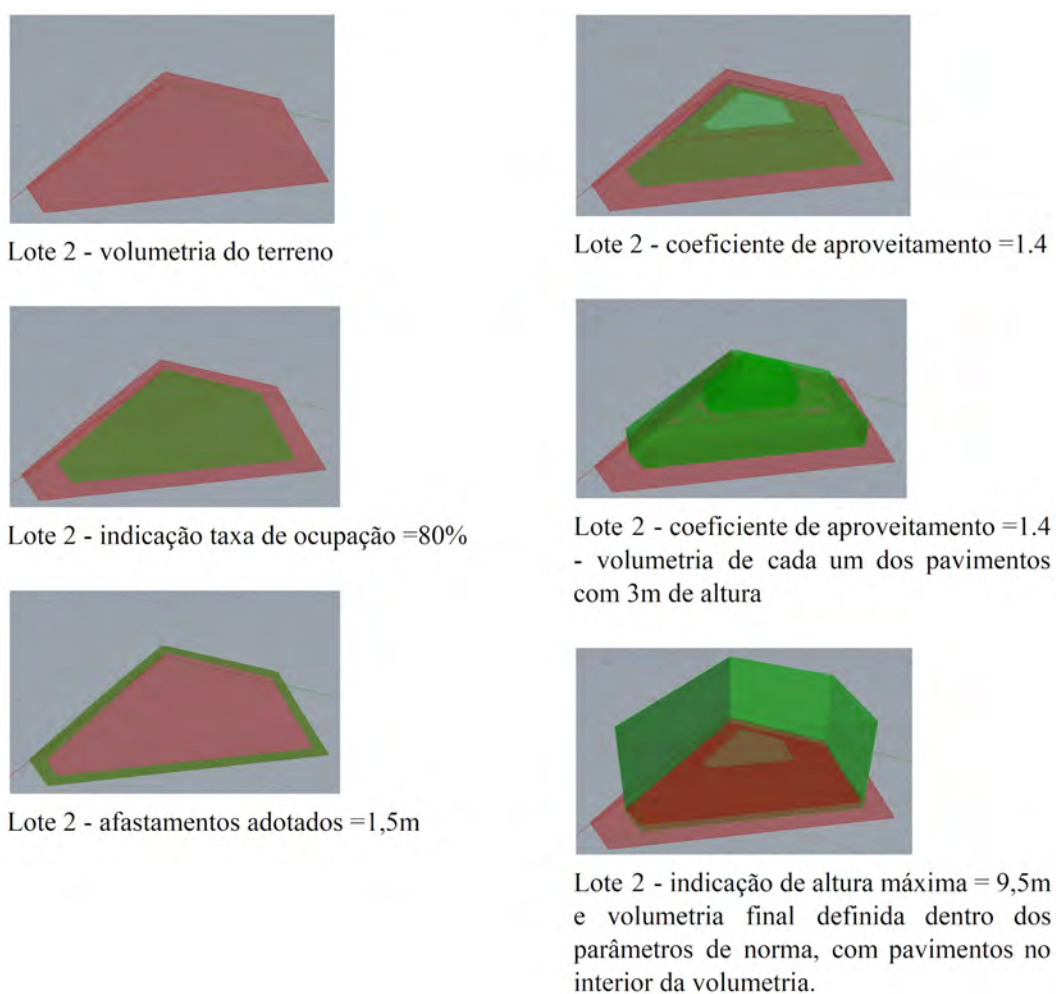 Lote 2 - volumetria do terreno
Lote 2 - indicação taxa de ocupação =80%
Lote 2 - afastamentos adotados =1,5m
Lote 2 - coeficiente de aproveitamento =1.4
Lote 2 - coeficiente de aproveitamento =1.4
- volumetria de cada um dos pavimentos
com 3m de altura
Lote 2 - indicação de altura máxima = 9,5m
e volumetria final definida dentro dos
parâmetros de norma, com pavimentos no
interior da volumetria.